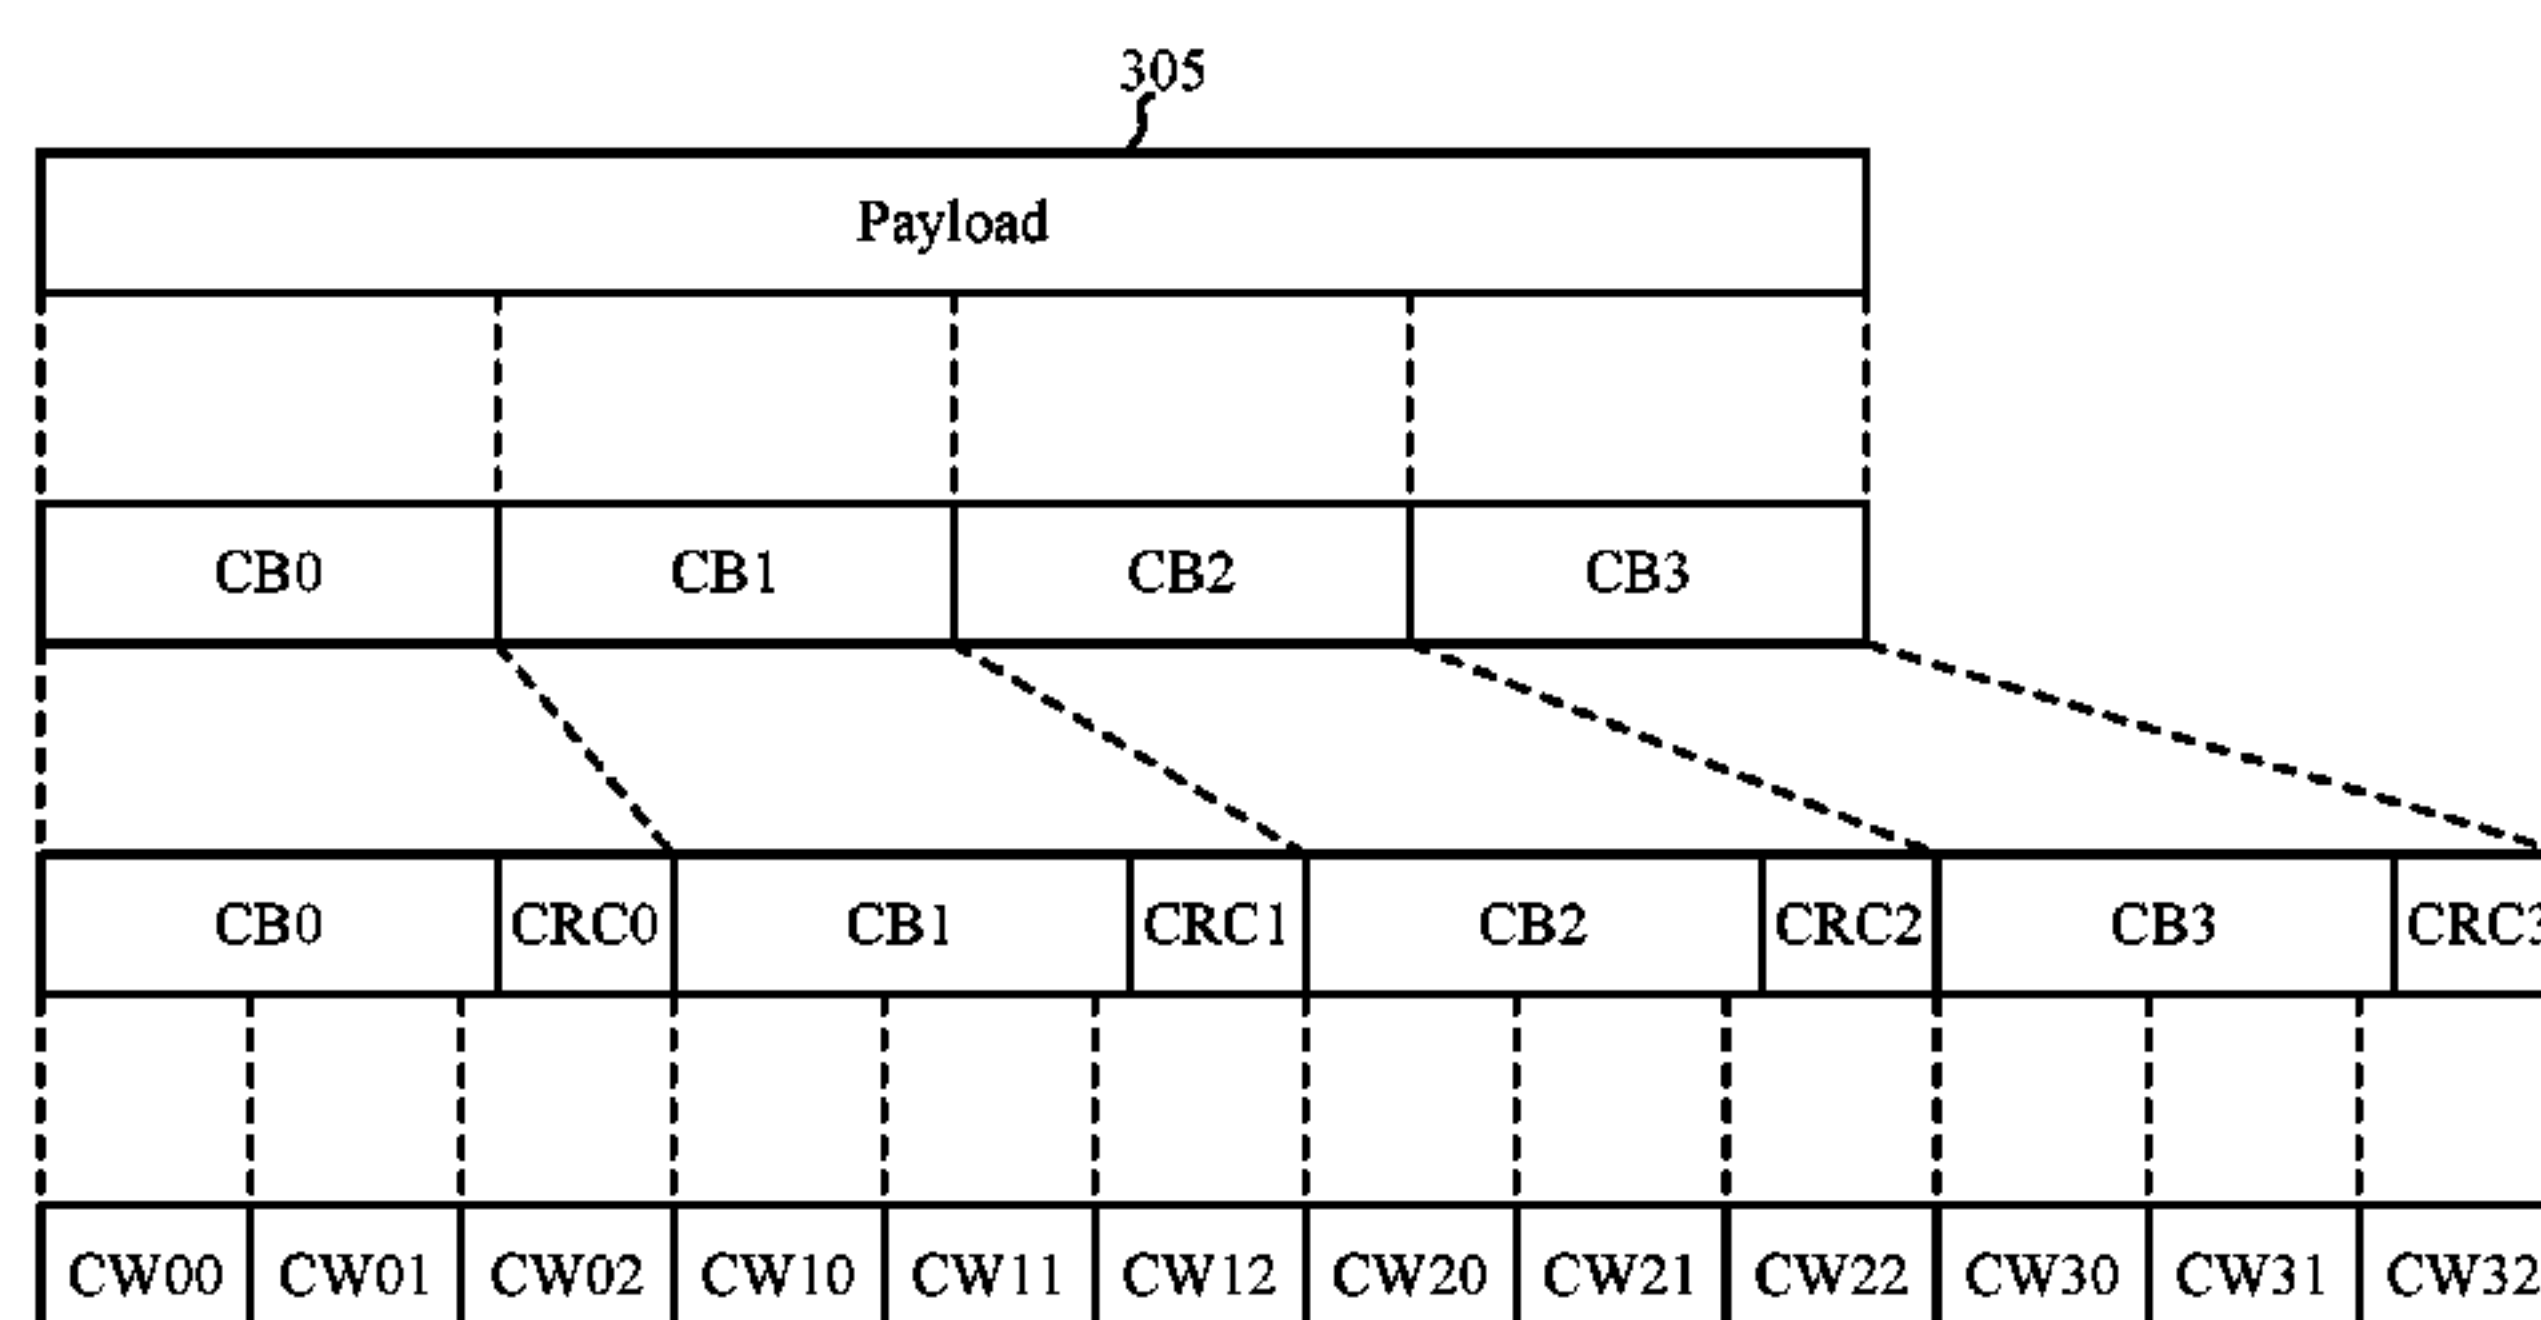 305
Payload
CB0 CB1 CB2 CB3
CB0 CRC0 CB1 CRC1 CB2 CRC2 CB3 CRC3
CW00 CW01 CW02 CW10 CW11 CW12 CW20 CW21 CW22 CW30 CW31 CW32